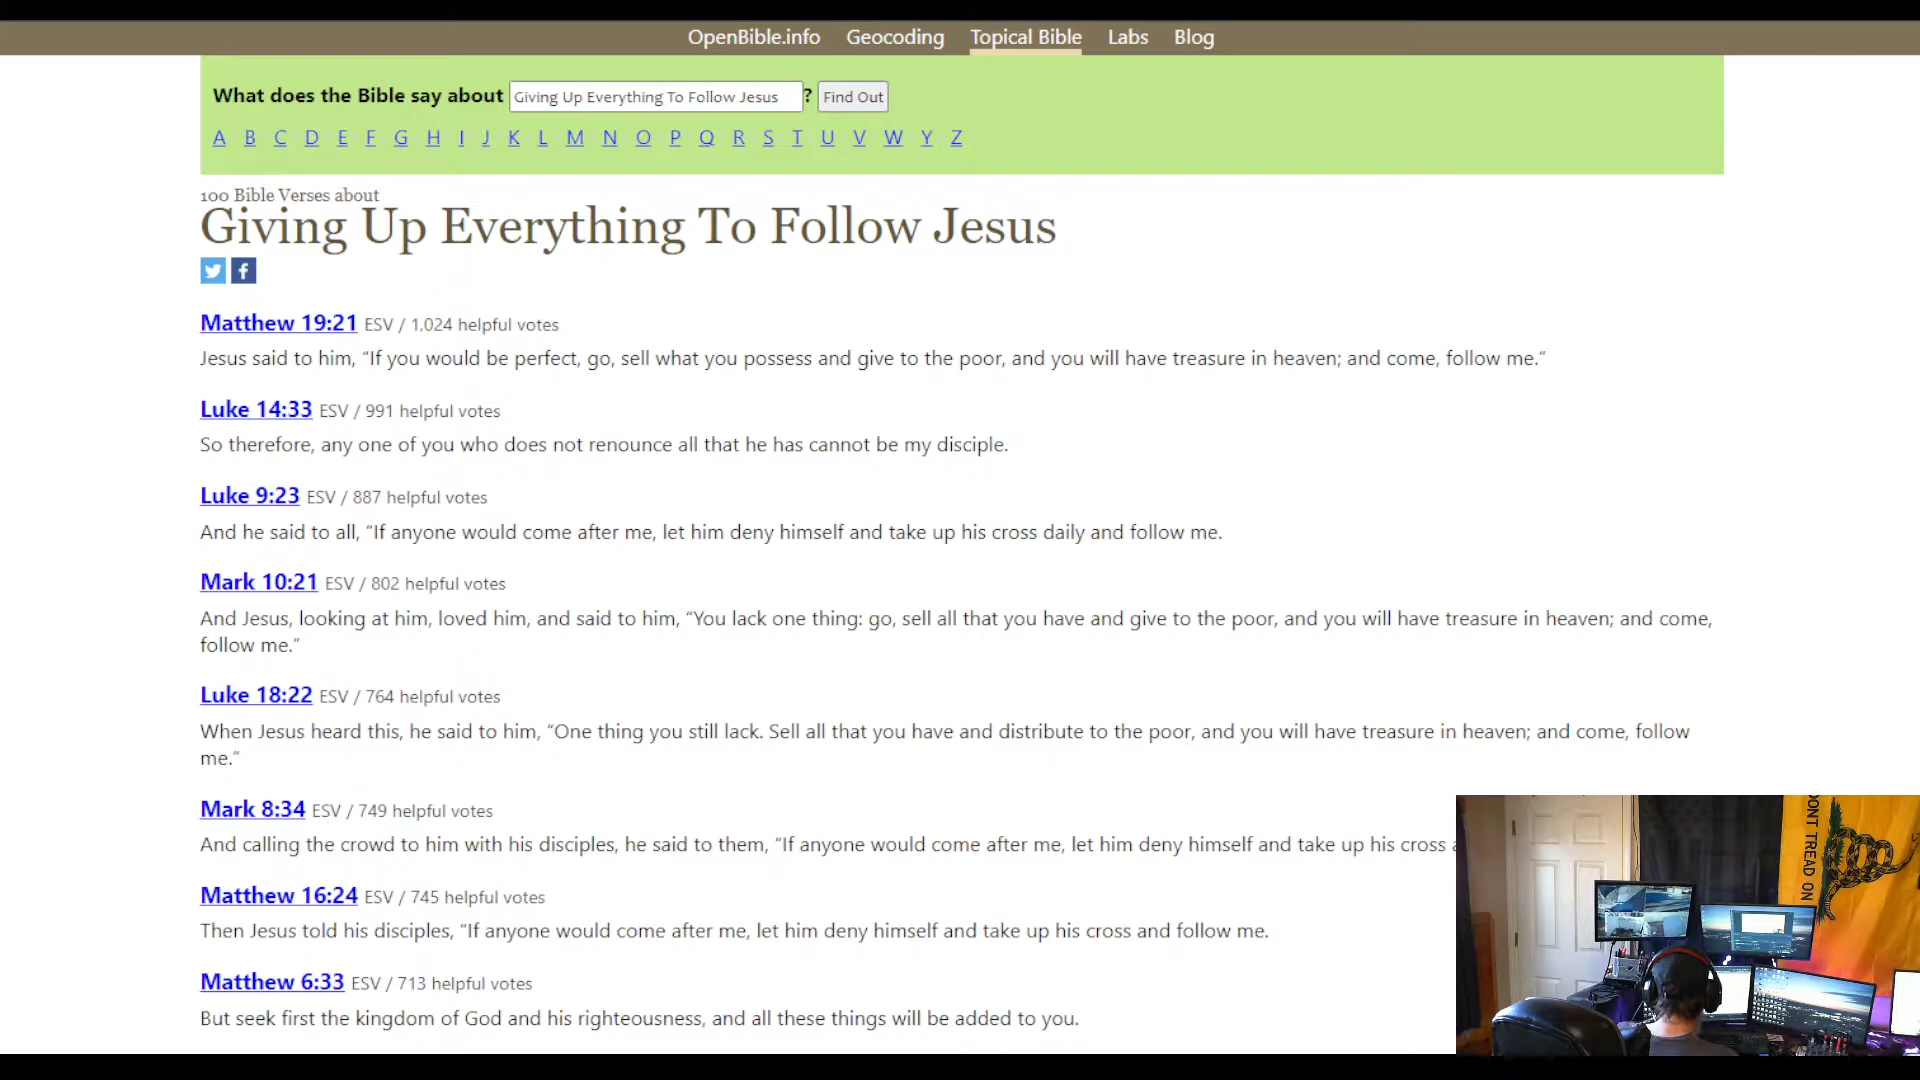 OpenBible.info Geocoding Topical Bible Labs Blog
What does the Bible say about Giving Up Everything To Follow Jesus ? Find Out
A B C D E F G H I J K L M N O P Q R S T U V W Y Z
100 Bible Verses about
Giving Up Everything To Follow Jesus
Matthew 19:21 ESV / 1,024 helpful votes
Jesus said to him, “If you would be perfect, go, sell what you possess and give to the poor, and you will have treasure in heaven; and come, follow me.”
Luke 14:33 ESV / 991 helpful votes
So therefore, any one of you who does not renounce all that he has cannot be my disciple.
Luke 9:23 ESV / 887 helpful votes
And he said to all, “If anyone would come after me, let him deny himself and take up his cross daily and follow me.
Mark 10:21 ESV / 802 helpful votes
And Jesus, looking at him, loved him, and said to him, “You lack one thing: go, sell all that you have and give to the poor, and you will have treasure in heaven; and come,
follow me.”
Luke 18:22 ESV / 764 helpful votes
When Jesus heard this, he said to him, “One thing you still lack. Sell all that you have and distribute to the poor, and you will have treasure in heaven; and come, follow
me.”
Mark 8:34 ESV / 749 helpful votes
And calling the crowd to him with his disciples, he said to them, “If anyone would come after me, let him deny himself and take up his cross
Matthew 16:24 ESV / 745 helpful votes
Then Jesus told his disciples, “If anyone would come after me, let him deny himself and take up his cross and follow me.
Matthew 6:33 ESV / 713 helpful votes
But seek first the kingdom of God and his righteousness, and all these things will be added to you.
DONT TREAD ON